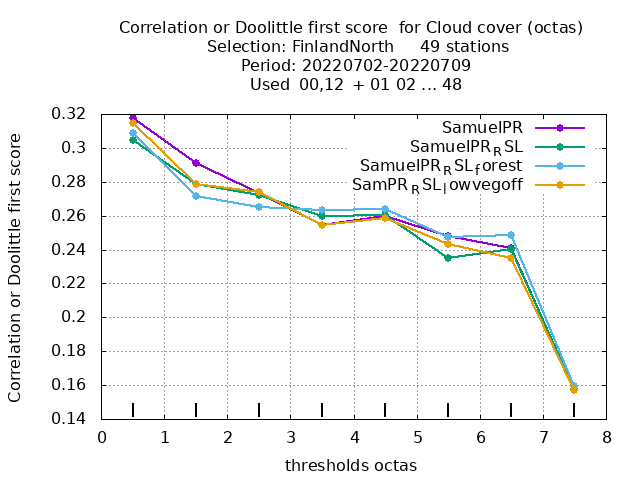 Correlation or Doolittle first score  for Cloud cover (octas)
Selection: FinlandNorth     49 stations
Period: 20220702-20220709
Used  00,12  + 01 02 ... 48
Correlation or Doolittle first score
0.32
0.3
0.28
0.26
0.24
0.22
0.2
0.18
0.16
0.14
SamuelPR
SamuelPR_RSL
SamuelPR_RSL_forest
SamPR_RSL_lowvegoff
0 1 2 3 4 5 6 7 8
thresholds octas